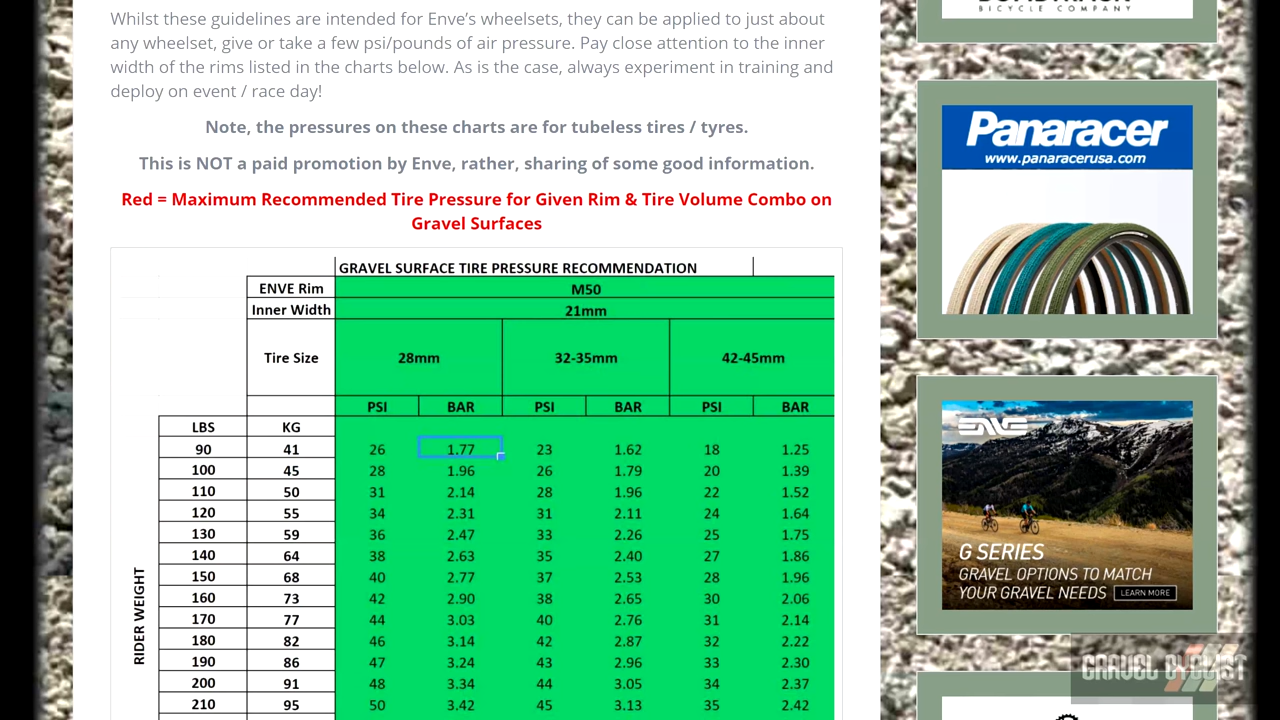 BICYCLE COMPANY
Whilst these guidelines are intended for Enve's wheelsets, they can be applied to just about
any wheelset, give or take a few psi/pounds of air pressure. Pay close attention to the inner
width of the rims listed in the charts below. As is the case, always experiment in training and
deploy on event / race day!
Note, the pressures on these charts are for tubeless tires / tyres.
This is NOT a paid promotion by Enve, rather, sharing of some good information.
Red = Maximum Recommended Tire Pressure for Given Rim & Tire Volume Combo on
Gravel Surfaces
GRAVEL SURFACE TIRE PRESSURE RECOMMENDATION
ENVE Rim M50
Inner Width 21mm
Tire Size 28mm 32-35mm 42-45mm
PSI BAR PSI BAR PSI BAR
LBS KG
90 41 26 1.77 23 1.62 18 1.25
100 45 28 1.96 26 1.79 20 1.39
110 50 31 2.14 28 1.96 22 1.52
120 55 34 2.31 31 2.11 24 1.64
130 59 36 2.47 33 2.26 25 1.75
140 64 38 2.63 35 2.40 27 1.86
150 68 40 2.77 37 2.53 28 1.96
160 73 42 2.90 38 2.65 30 2.06
170 77 44 3.03 40 2.76 31 2.14
180 82 46 3.14 42 2.87 32 2.22
190 86 47 3.24 43 2.96 33 2.30
200 91 48 3.34 44 3.05 34 2.37
210 95 50 3.42 45 3.13 35 2.42
RIDER WEIGHT
Panaracer
www.panaracerusa.com
ENVE
G SERIES
GRAVEL OPTIONS TO MATCH
YOUR GRAVEL NEEDS LEARN MORE
GRAVEL CYCLIST